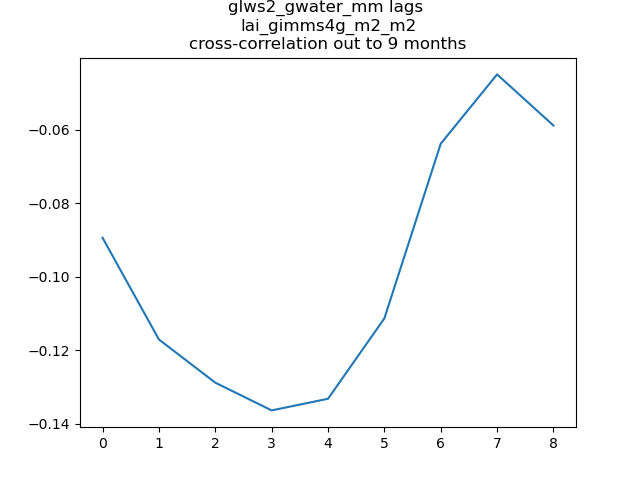 glws2_gwater_mm lags
lai_gimms4g_m2_m2
cross-correlation out to 9 months
−0.06
−0.08
−0.10
−0.12
−0.14
0 1 2 3 4 5 6 7 8